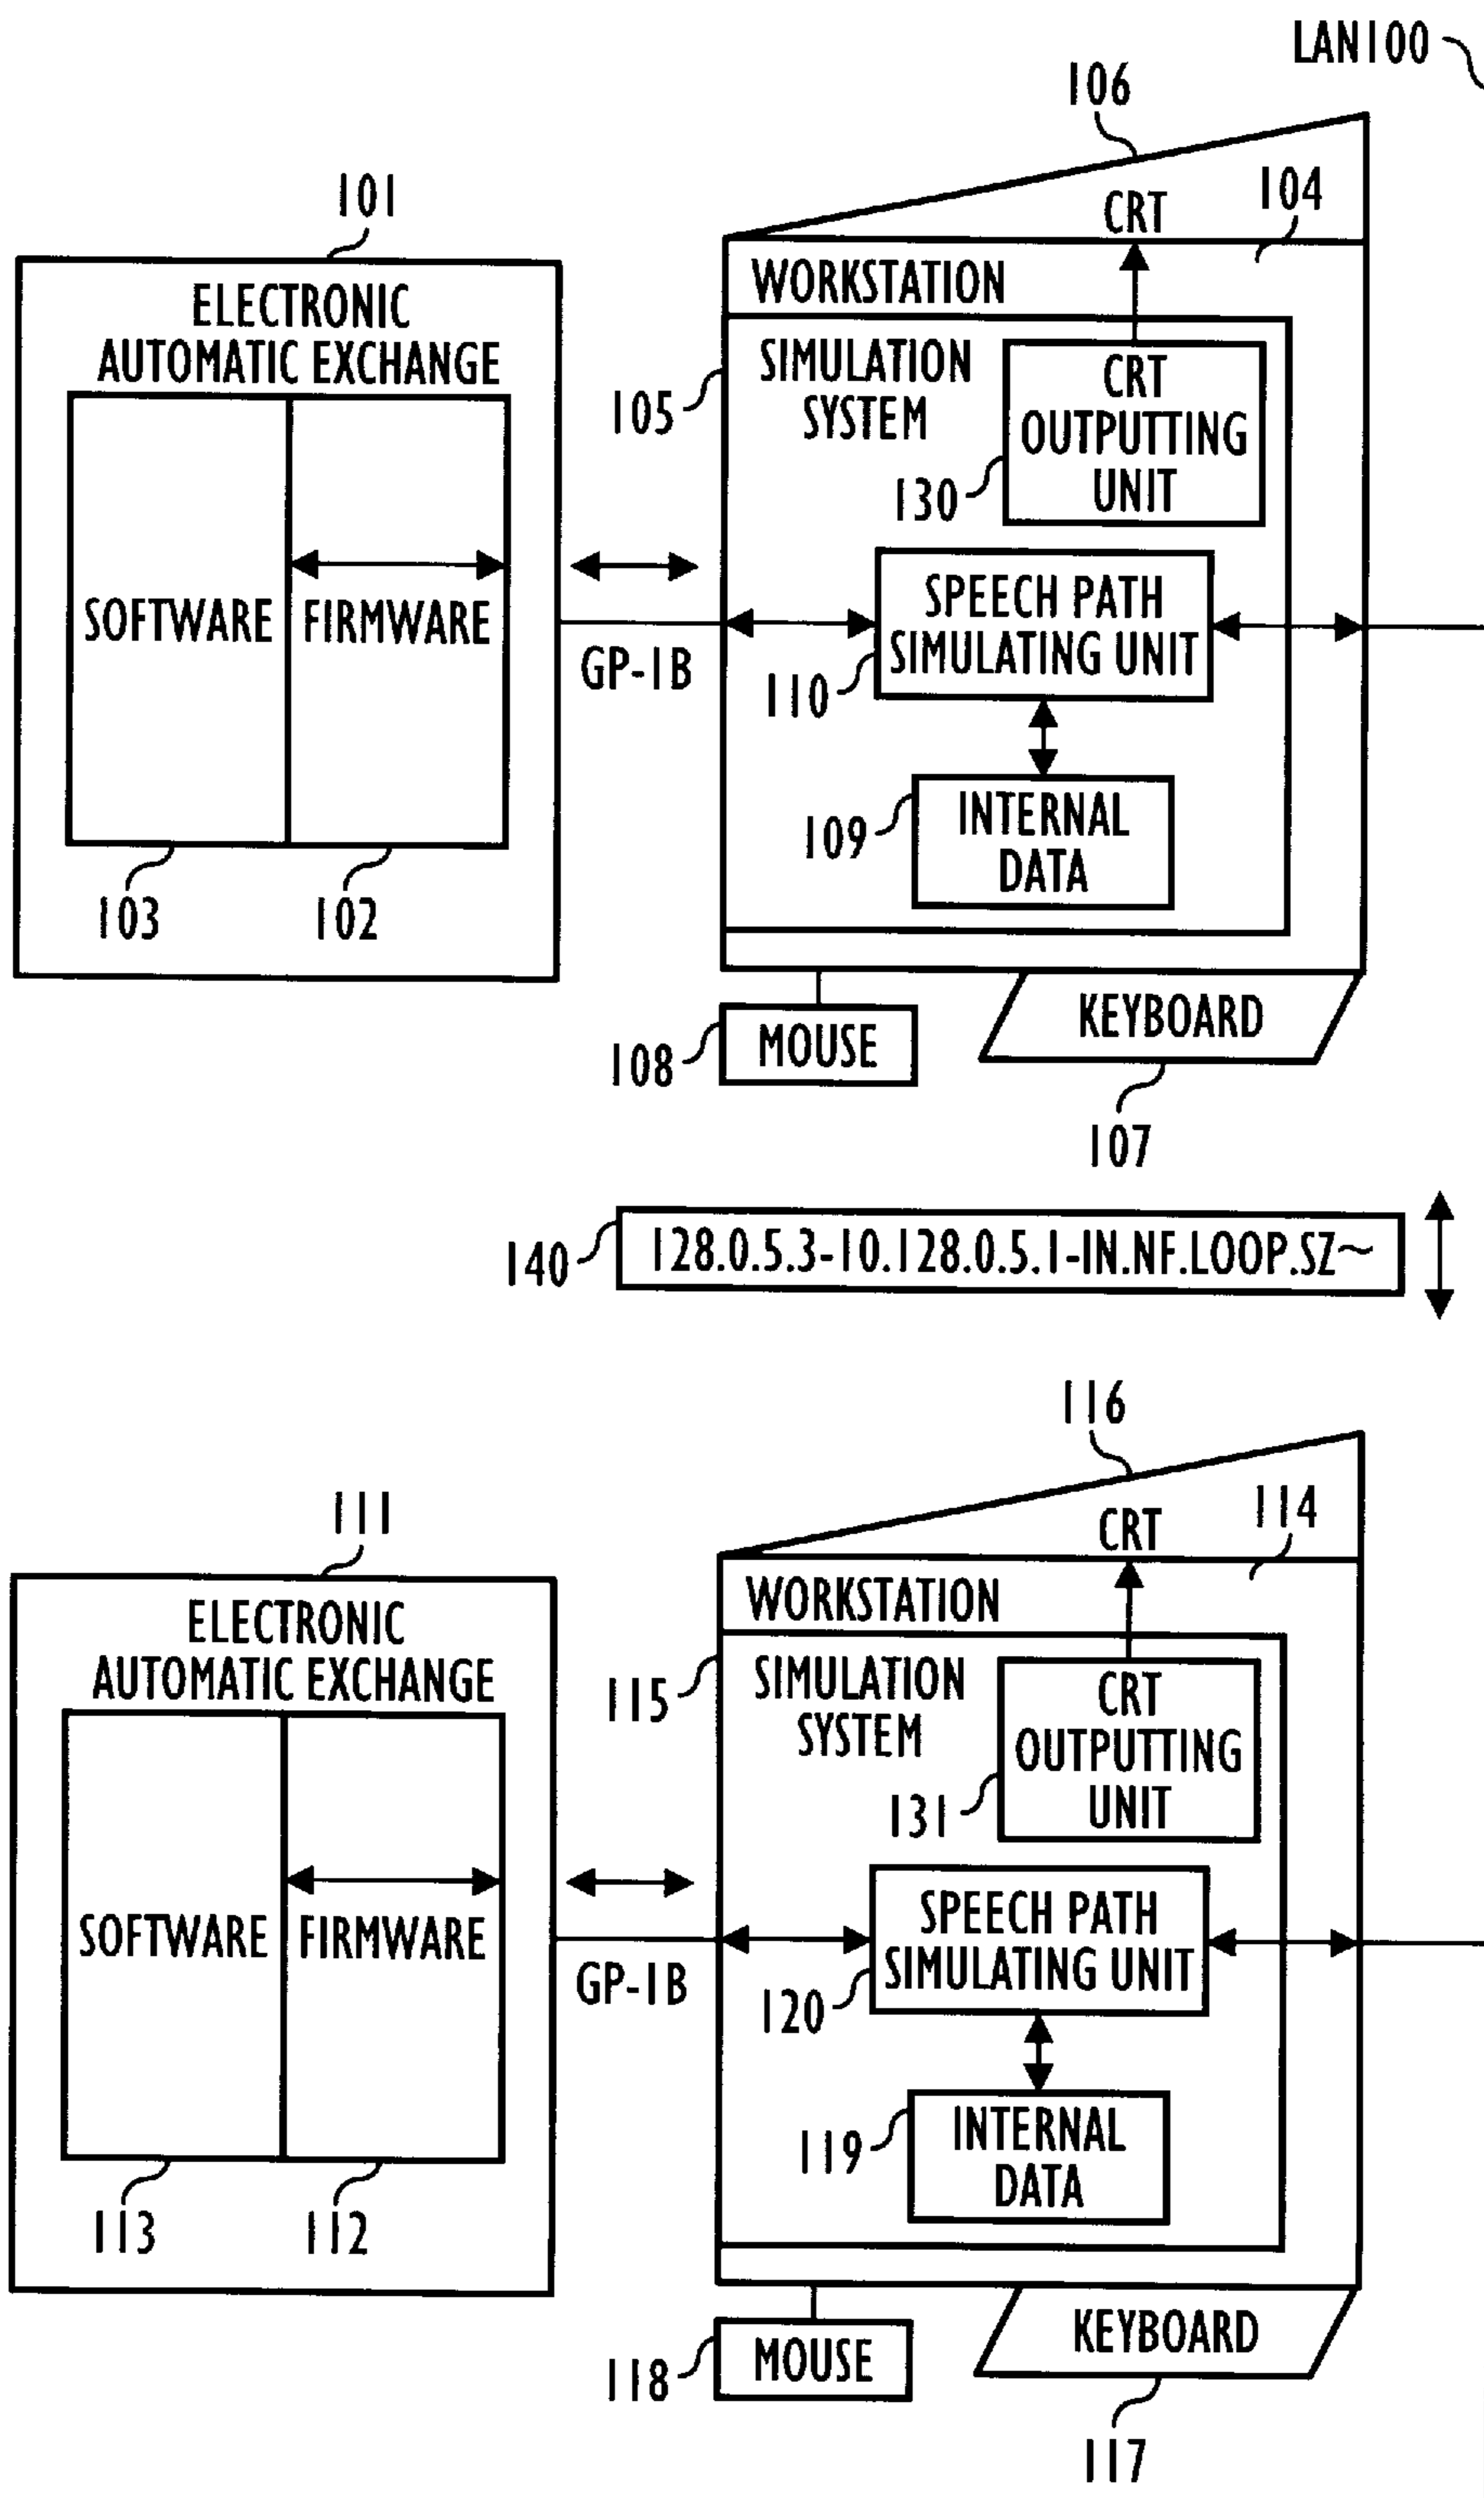 LAN100
106
101
CRT
104
WORKSTATION
ELECTRONIC
AUTOMATIC EXCHANGE
SIMULATION
SYSTEM
105
CRT
OUTPUTTING
UNIT
130
SOFTWARE
FIRMWARE
SPEECH PATH
SIMULATING UNIT
GP-1B
110
INTERNAL
DATA
109
103
102
MOUSE
KEYBOARD
108
107
140
128.0.5.3-10.128.0.5.1-IN.NF.LOOP.SZ~
116
111
CRT
114
WORKSTATION
ELECTRONIC
AUTOMATIC EXCHANGE
SIMULATION
SYSTEM
115
CRT
OUTPUTTING
UNIT
131
SOFTWARE
FIRMWARE
SPEECH PATH
SIMULATING UNIT
GP-1B
120
INTERNAL
DATA
119
113
112
MOUSE
KEYBOARD
118
117